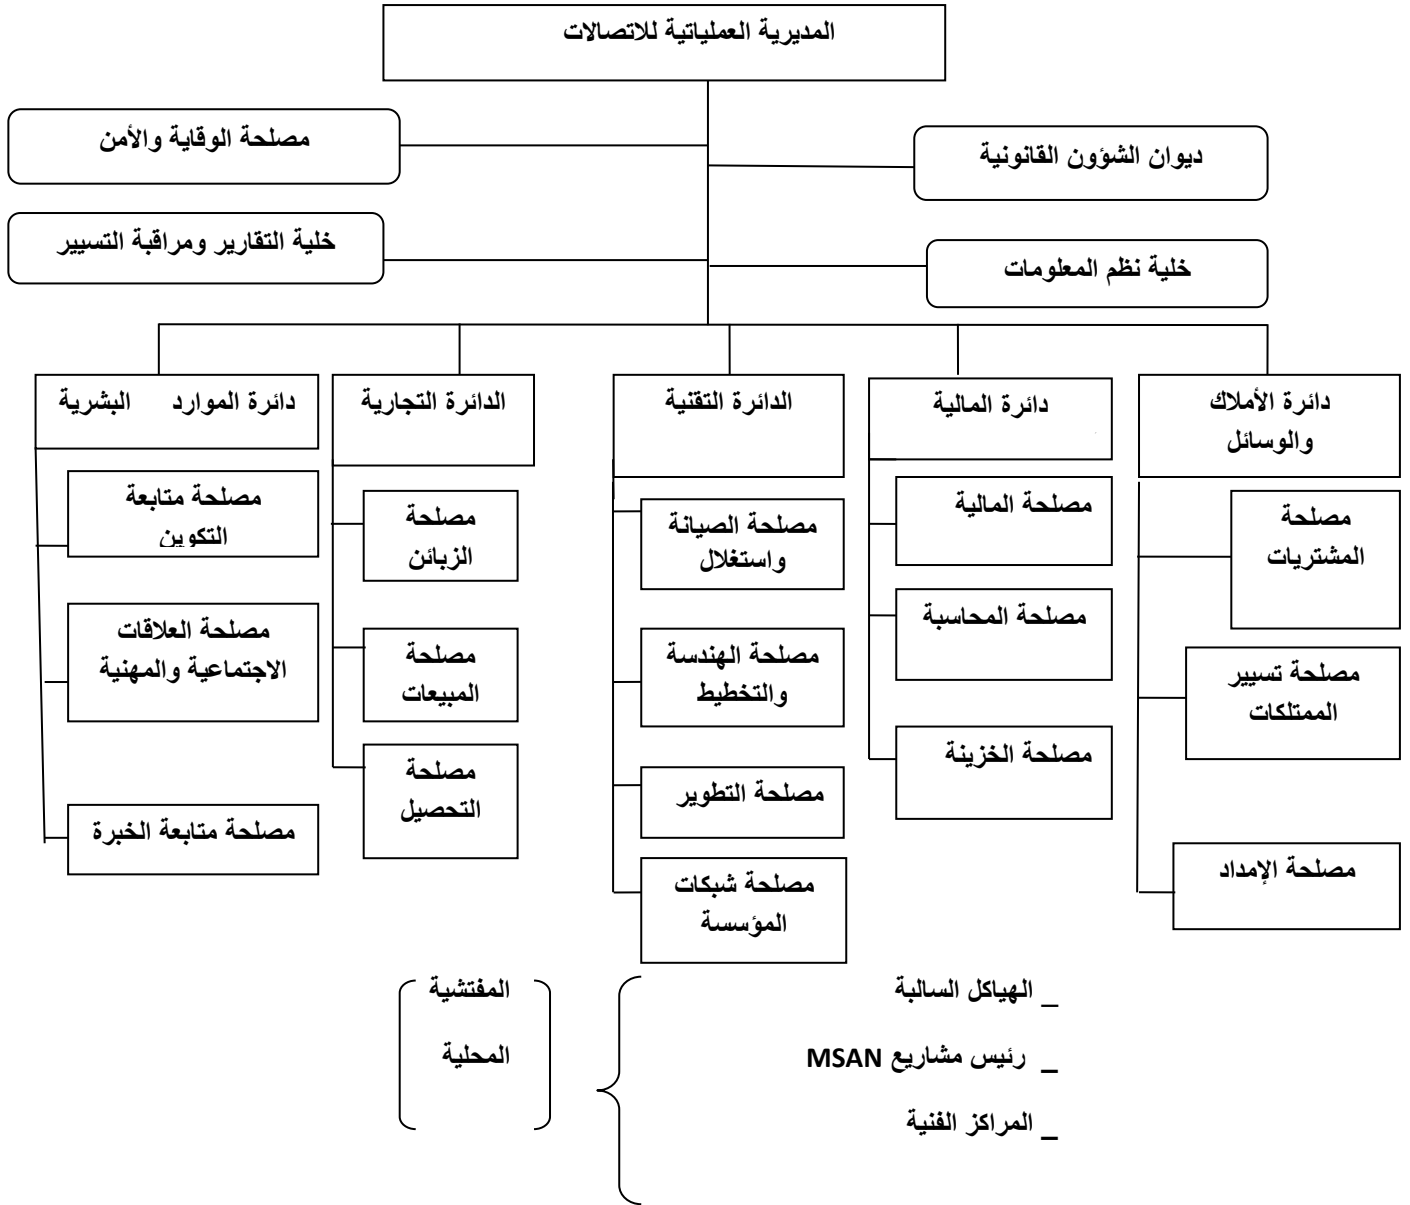 المديرية العملياتية للاتصالات
مصلحة الوقاية والأمن
ديوان الشؤون القانونية
خلية التقارير ومراقبة التسيير
خلية نظم المعلومات
دائرة الأملاك
والوسائل
مصلحة
المشتريات
مصلحة تسيير
الممتلكات
مصلحة الإمداد
دائرة المالية
مصلحة المالية
مصلحة المحاسبة
مصلحة الخزينة
الدائرة التقنية
مصلحة الصيانة
واستغلال
مصلحة الهندسة
والتخطيط
مصلحة التطوير
مصلحة شبكات
المؤسسة
الدائرة التجارية
مصلحة
الزبائن
مصلحة
المبيعات
مصلحة
التحصيل
دائرة الموارد البشرية
مصلحة متابعة
التكوين
مصلحة العلاقات
الاجتماعية والمهنية
مصلحة متابعة الخبرة
_ الهياكل السالبة
_ رئيس مشاريع MSAN
_ المراكز الفنية
المفتشية
المحلية